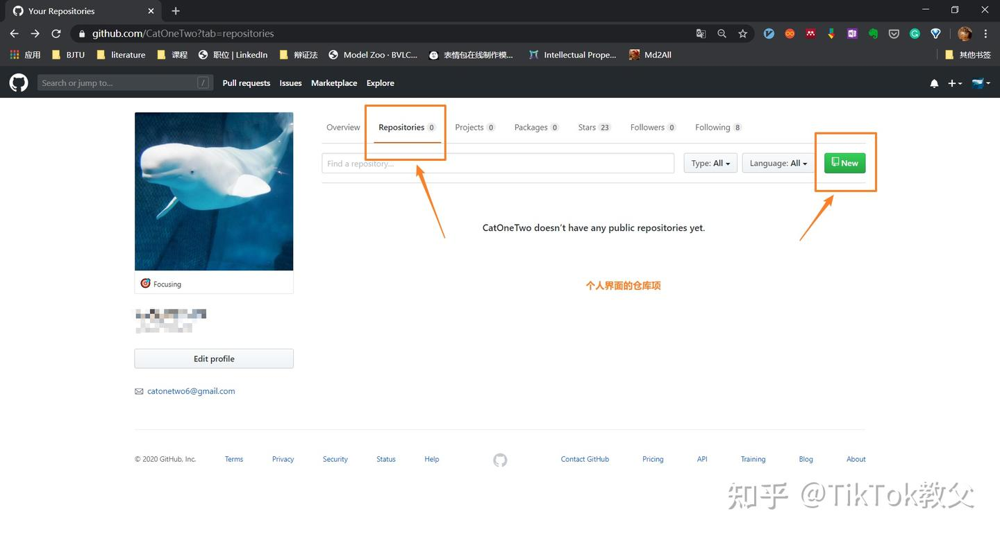 Your Repositories
github.com/CatOneTwo?tab=repositories
应用 BJTU literature 课程 职位 | LinkedIn 辩证法 Model Zoo · BVLC... 表情包在线制作模... Intellectual Prope... Md2All 其他书签
Search or jump to... / Pull requests Issues Marketplace Explore
Overview Repositories 0 Projects 0 Packages 0 Stars 23 Followers 0 Following 8
Find a repository... Type: All Language: All New
CatOneTwo doesn't have any public repositories yet.
Focusing
个人界面的仓库项
Edit profile
catonetwo6@gmail.com
© 2020 GitHub, Inc. Terms Privacy Security Status Help Contact GitHub Pricing API Training Blog About
知乎 @TikTok教父